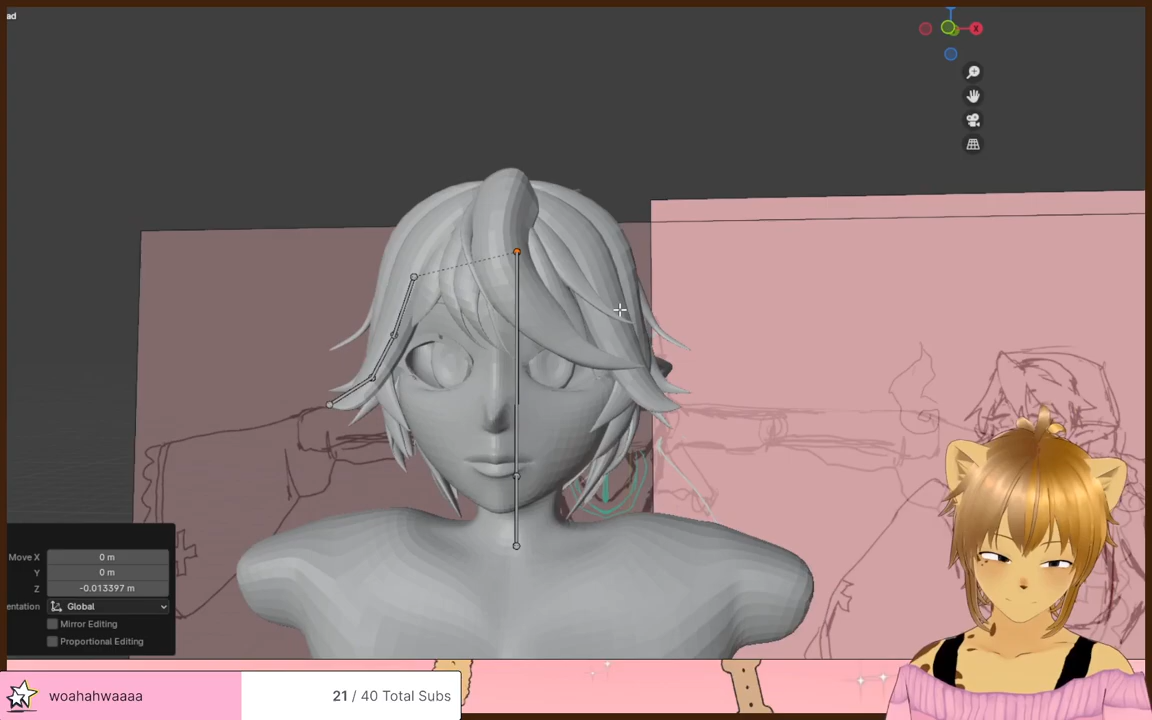 ad
X
Move X 0 m
Y 0 m
Z -0.013397 m
entation Global
Mirror Editing
Proportional Editing
woahahwaaaa 21 / 40 Total Subs